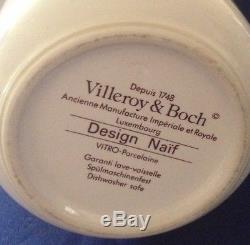 Depuis 1748
Villeroy & Boch ©
Ancienne Manufacture Impériale et Royale
Luxembourg
Design Naïf
VITRO-Porcelaine
Garanti lave-vaisselle
Spülmaschinenfest
Dishwasher safe